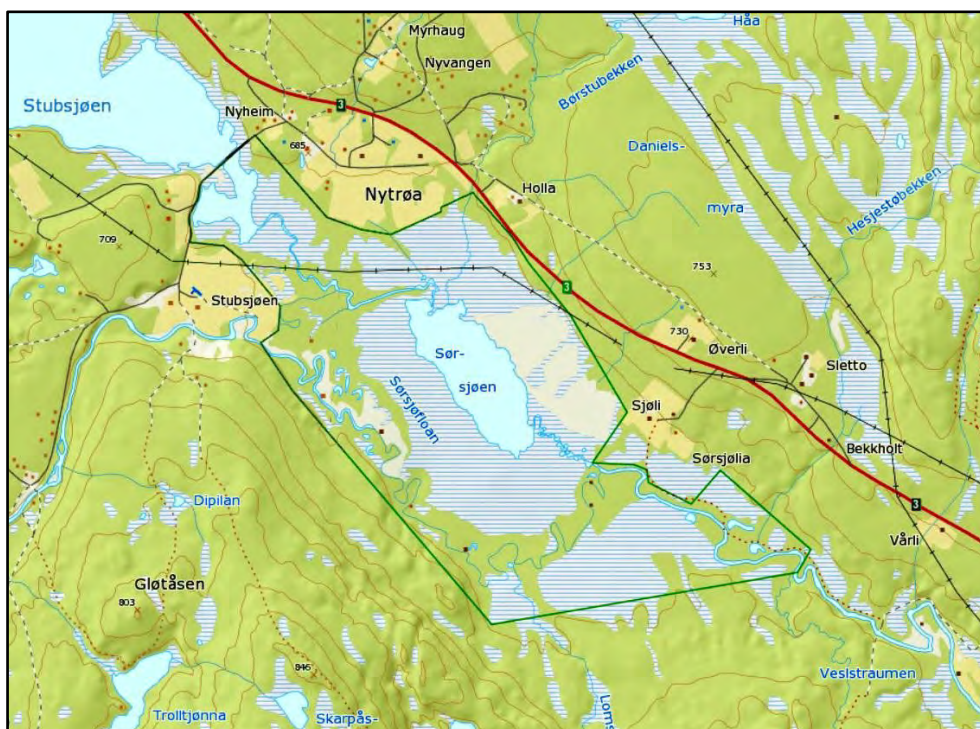 Håa
Myrhaug
Nyvangen
Børstubekken
Stubsjøen
3
Nyheim
685
Daniels-
Nytrøa
Holla
myra
Hesjestøbekken
709
753
Stubsjøen
3
730
Øverli
Sletto
Sør-
sjøen
Sørsjøfloan
Sjøli
Bekkholt
Sørsjølia
Dipilan
3
Vårli
Gløtåsen
803
846
Veslstraumen
Trolltjønna
Skarpås-
Loms